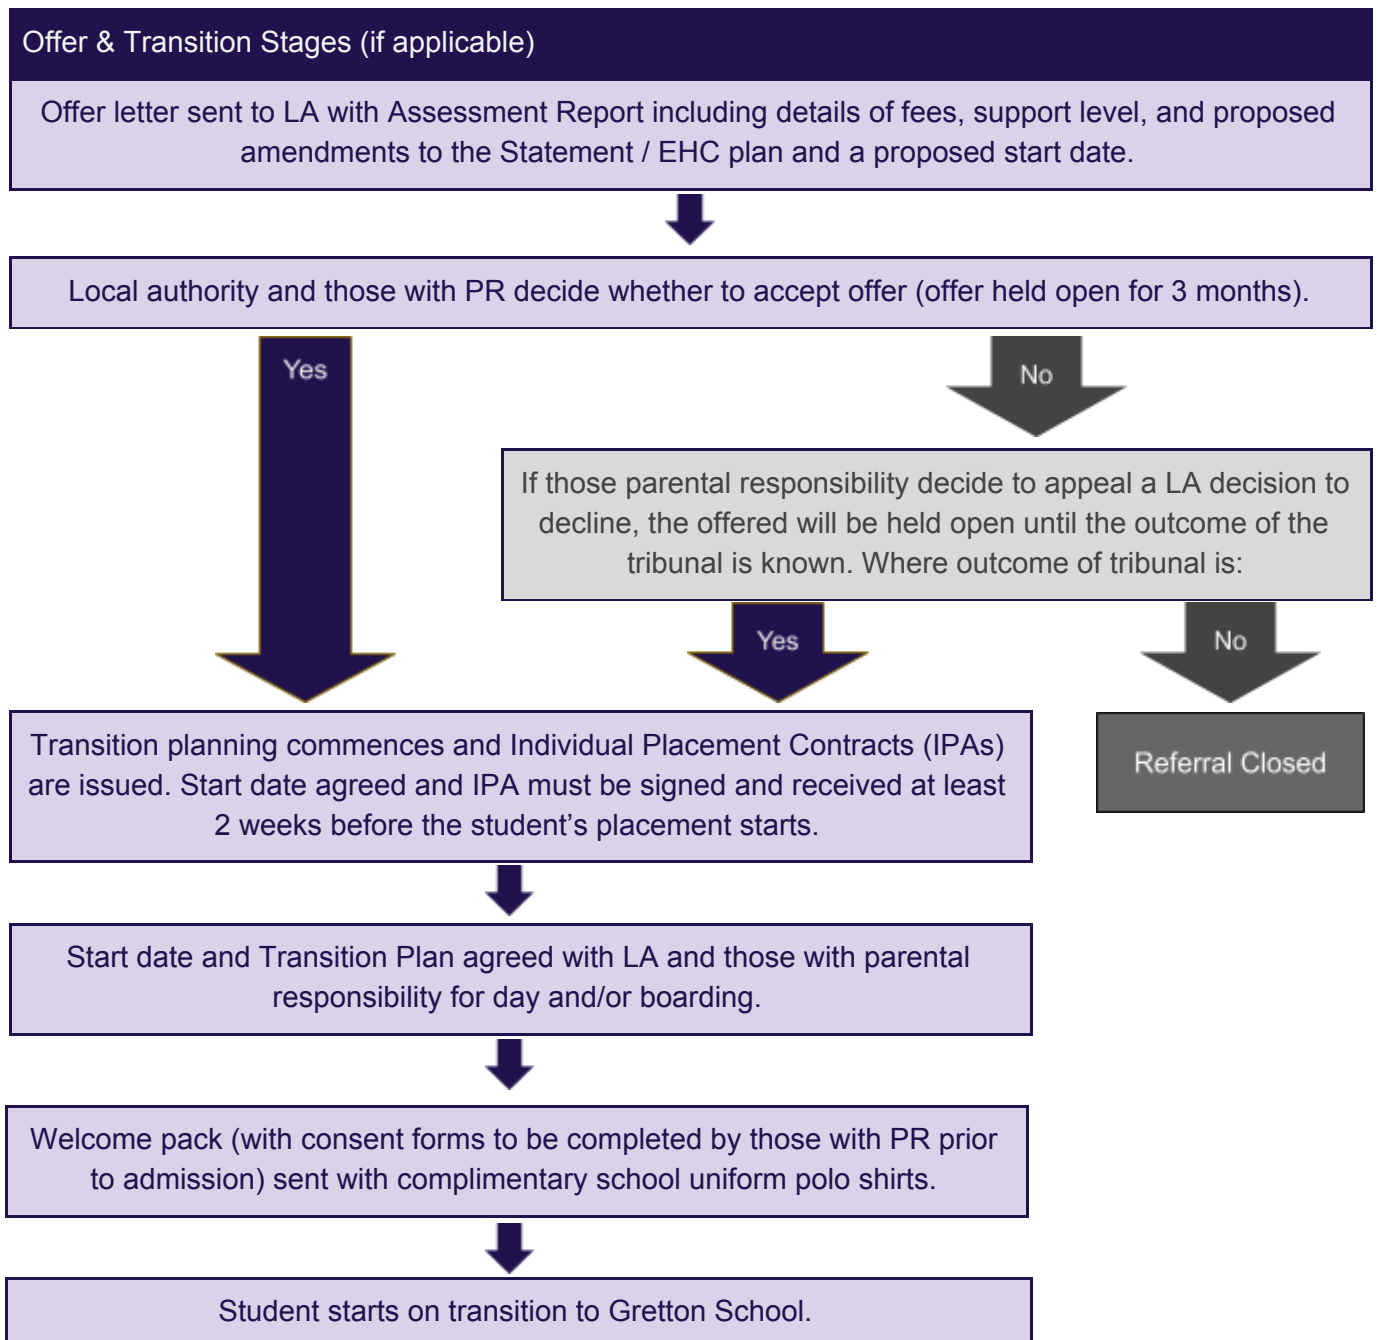 Offer & Transition Stages (if applicable)
Offer letter sent to LA with Assessment Report including details of fees, support level, and proposed
amendments to the Statement / EHC plan and a proposed start date.
Local authority and those with PR decide whether to accept offer (offer held open for 3 months).
Yes
No
If those parental responsibility decide to appeal a LA decision to
decline, the offered will be held open until the outcome of the
tribunal is known. Where outcome of tribunal is:
Yes
No
Transition planning commences and Individual Placement Contracts (IPAs)
are issued. Start date agreed and IPA must be signed and received at least
2 weeks before the student’s placement starts.
Referral Closed
Start date and Transition Plan agreed with LA and those with parental
responsibility for day and/or boarding.
Welcome pack (with consent forms to be completed by those with PR prior
to admission) sent with complimentary school uniform polo shirts.
Student starts on transition to Gretton School.